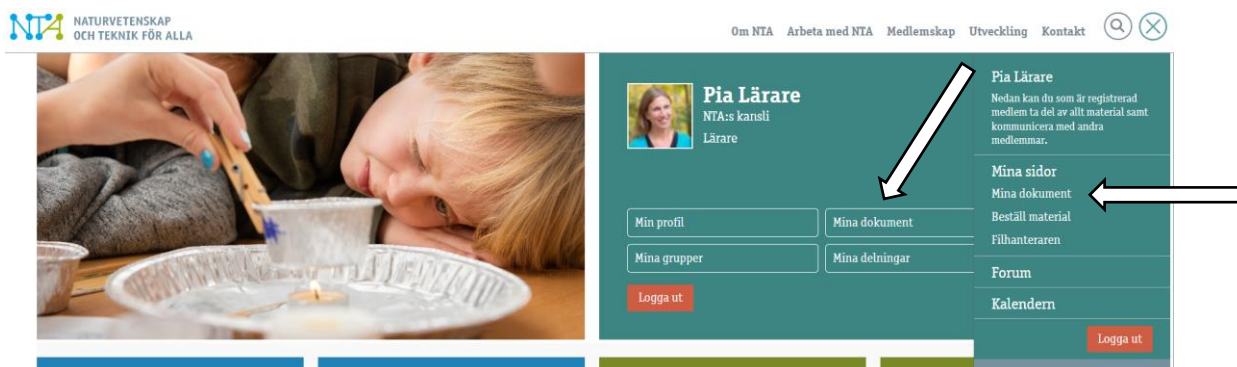 NTA NATURVETENSKAP
OCH TEKNIK FÖR ALLA
Om NTA Arbeta med NTA Medlemskap Utveckling Kontakt
Pia Lärare
NTA:s kansli
Lärare
Min profil Mina dokument
Mina grupper Mina delningar
Logga ut
Pia Lärare
Nedan kan du som är registrerad
medlem ta del av allt material samt
kommunicera med andra
medlemmar.
Mina sidor
Mina dokument
Beställ material
Filhanteraren
Forum
Kalendern
Logga ut